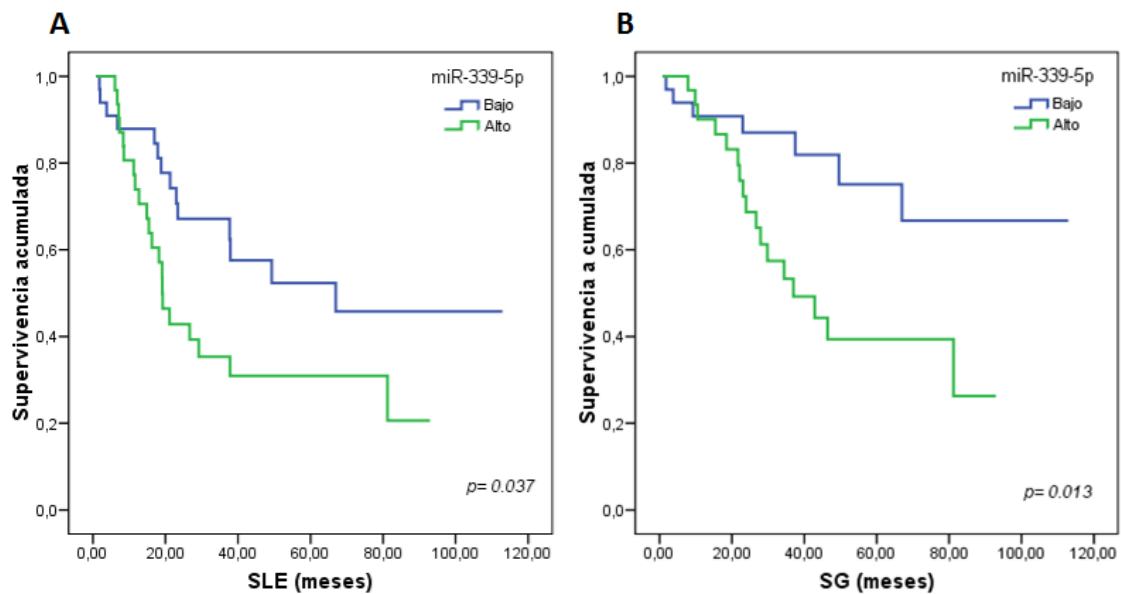 A
miR-339-5p
Bajo
Alto
Supervivencia acumulada
1,0
0,8
0,6
0,4
0,2
0,0
p= 0.037
0,00 20,00 40,00 60,00 80,00 100,00 120,00
SLE (meses)
B
miR-339-5p
Bajo
Alto
Supervivencia a cumulada
1,0
0,8
0,6
0,4
0,2
0,0
p= 0.013
0,00 20,00 40,00 60,00 80,00 100,00 120,00
SG (meses)